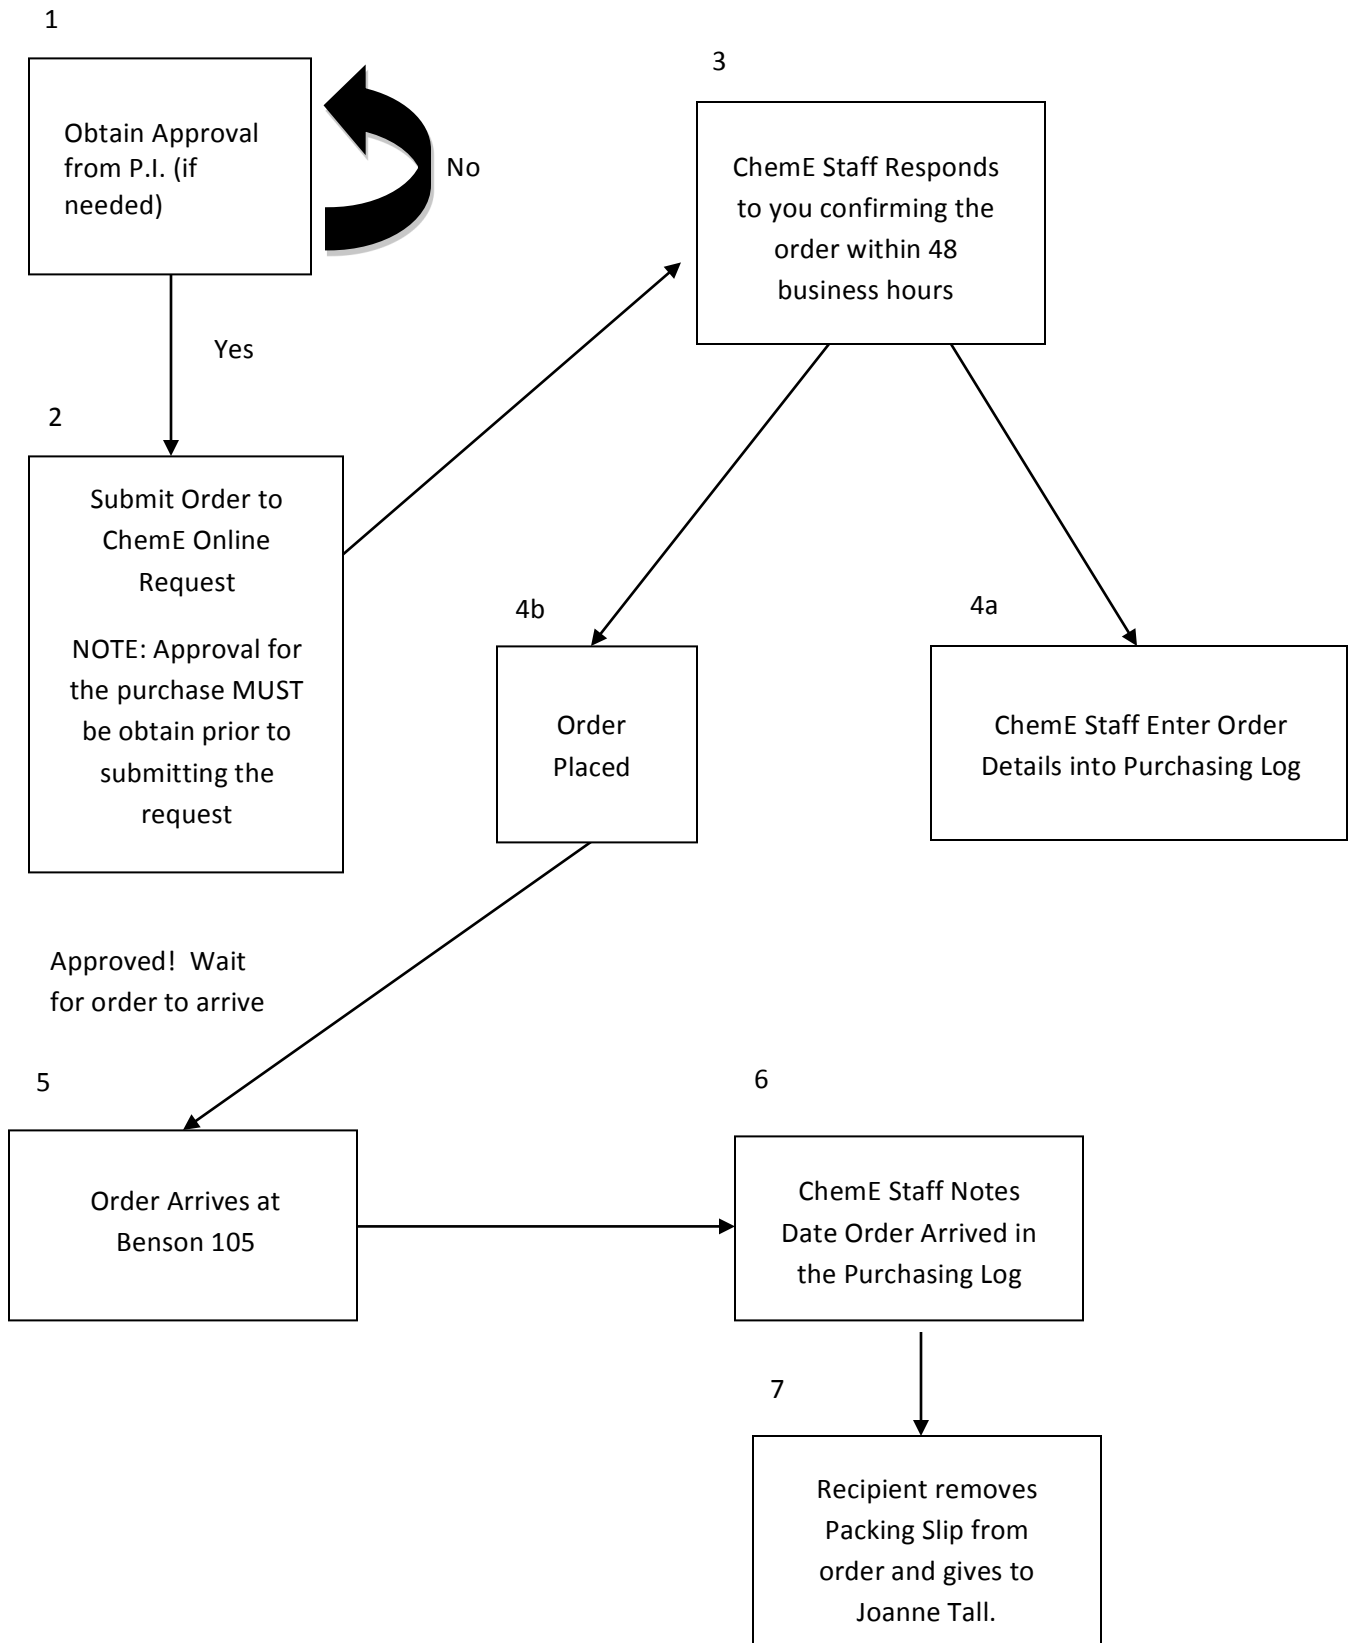 1
Obtain Approval
from P.I. (if
needed)
No
Yes
2
Submit Order to
ChemE Online
Request
NOTE: Approval for
the purchase MUST
be obtain prior to
submitting the
request
3
ChemE Staff Responds
to you confirming the
order within 48
business hours
4b
Order
Placed
4a
ChemE Staff Enter Order
Details into Purchasing Log
Approved!  Wait
for order to arrive
5
Order Arrives at
Benson 105
6
ChemE Staff Notes
Date Order Arrived in
the Purchasing Log
7
Recipient removes
Packing Slip from
order and gives to
Joanne Tall.